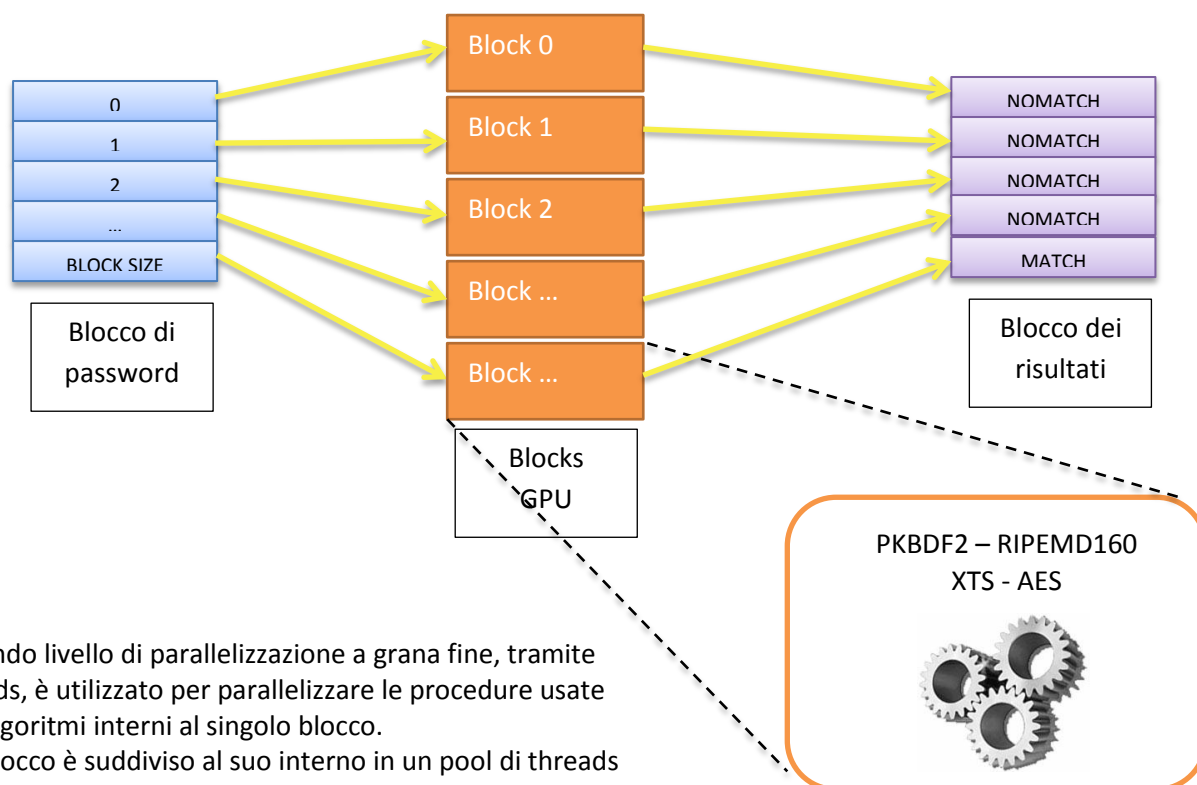 Block 0
Block 1
Block 2
Block ...
Block ...
0
1
2
...
BLOCK SIZE
NOMATCH
NOMATCH
NOMATCH
NOMATCH
MATCH
Blocco di
password
Blocks
GPU
Blocco dei
risultati
PKBDF2 – RIPEMD160
XTS - AES
ndo livello di parallelizzazione a grana fine, tramite
ds, è utilizzato per parallelizzare le procedure usate
goritmi interni al singolo blocco.
occo è suddiviso al suo interno in un pool di threads